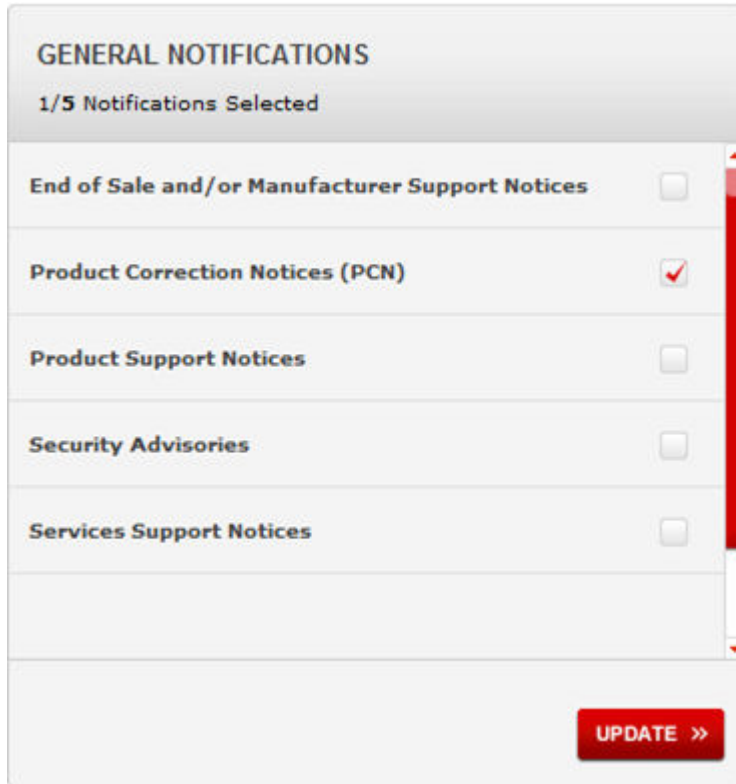 GENERAL NOTIFICATIONS
1/5 Notifications Selected
End of Sale and/or Manufacturer Support Notices
Product Correction Notices (PCN)
Product Support Notices
Security Advisories
Services Support Notices
UPDATE »